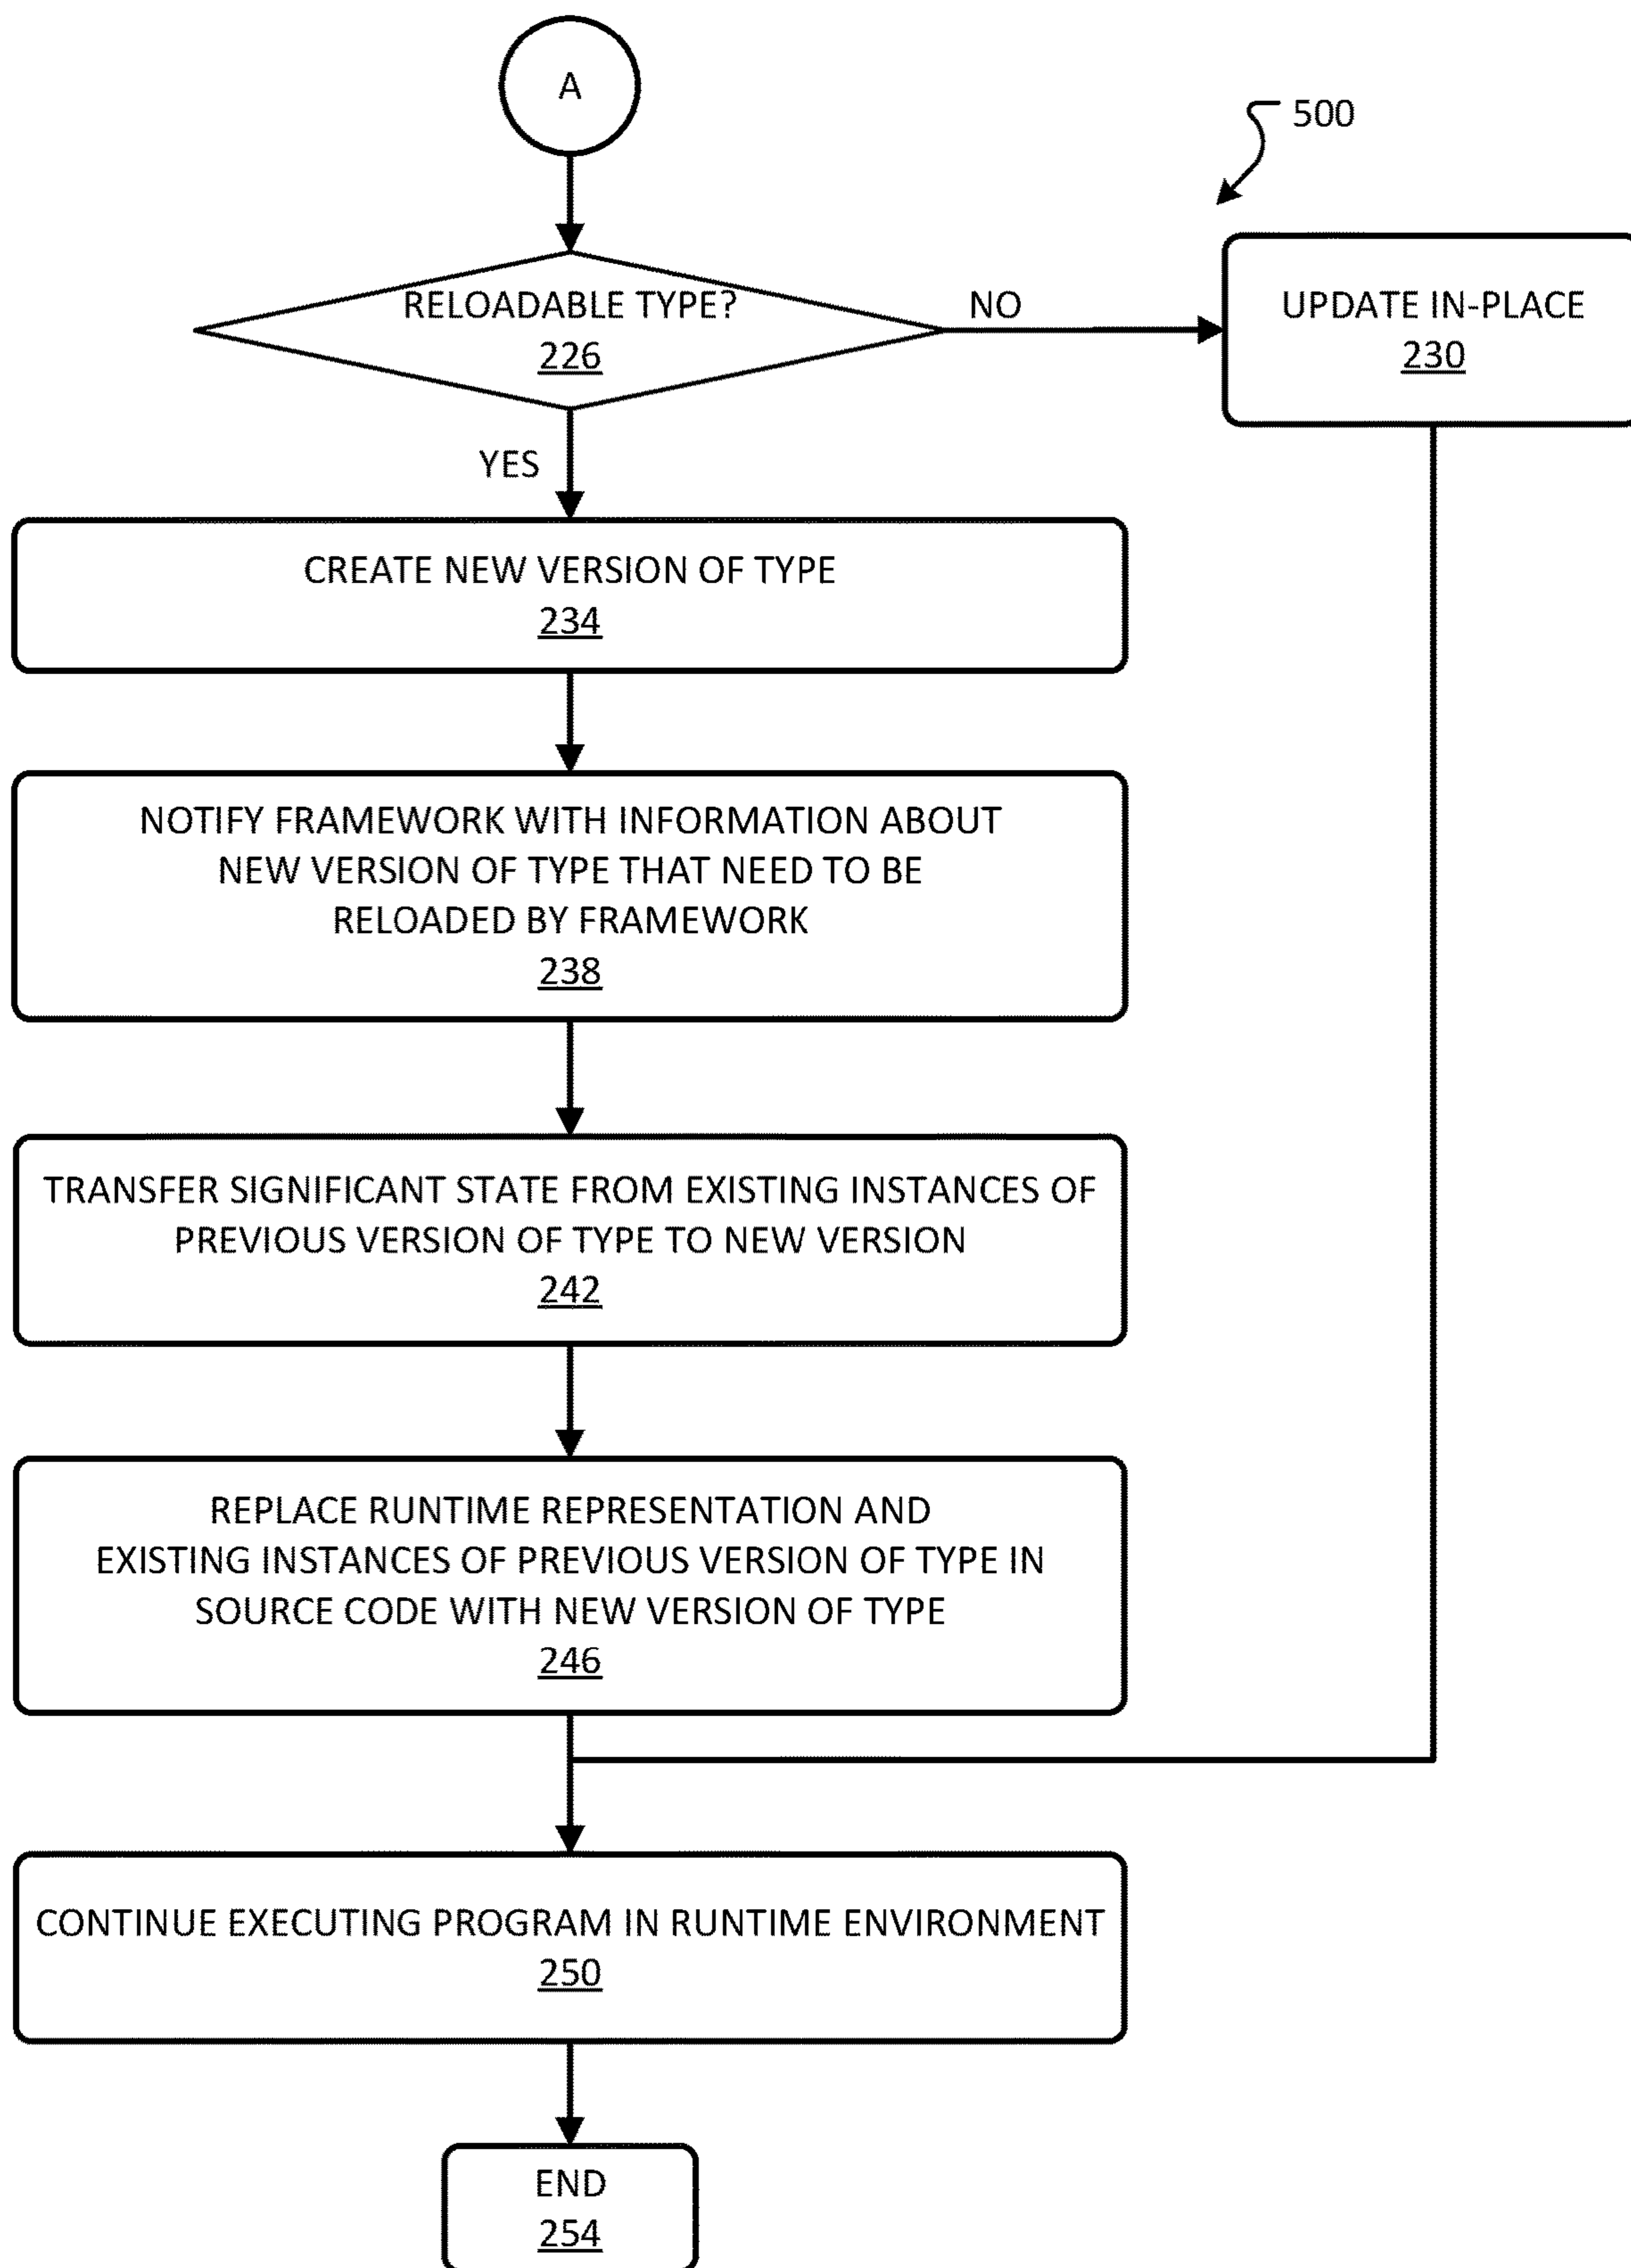 A
500
RELOADABLE TYPE?
226
NO
UPDATE IN-PLACE
230
YES
CREATE NEW VERSION OF TYPE
234
NOTIFY FRAMEWORK WITH INFORMATION ABOUT
NEW VERSION OF TYPE THAT NEED TO BE
RELOADED BY FRAMEWORK
238
TRANSFER SIGNIFICANT STATE FROM EXISTING INSTANCES OF
PREVIOUS VERSION OF TYPE TO NEW VERSION
242
REPLACE RUNTIME REPRESENTATION AND
EXISTING INSTANCES OF PREVIOUS VERSION OF TYPE IN
SOURCE CODE WITH NEW VERSION OF TYPE
246
CONTINUE EXECUTING PROGRAM IN RUNTIME ENVIRONMENT
250
END
254